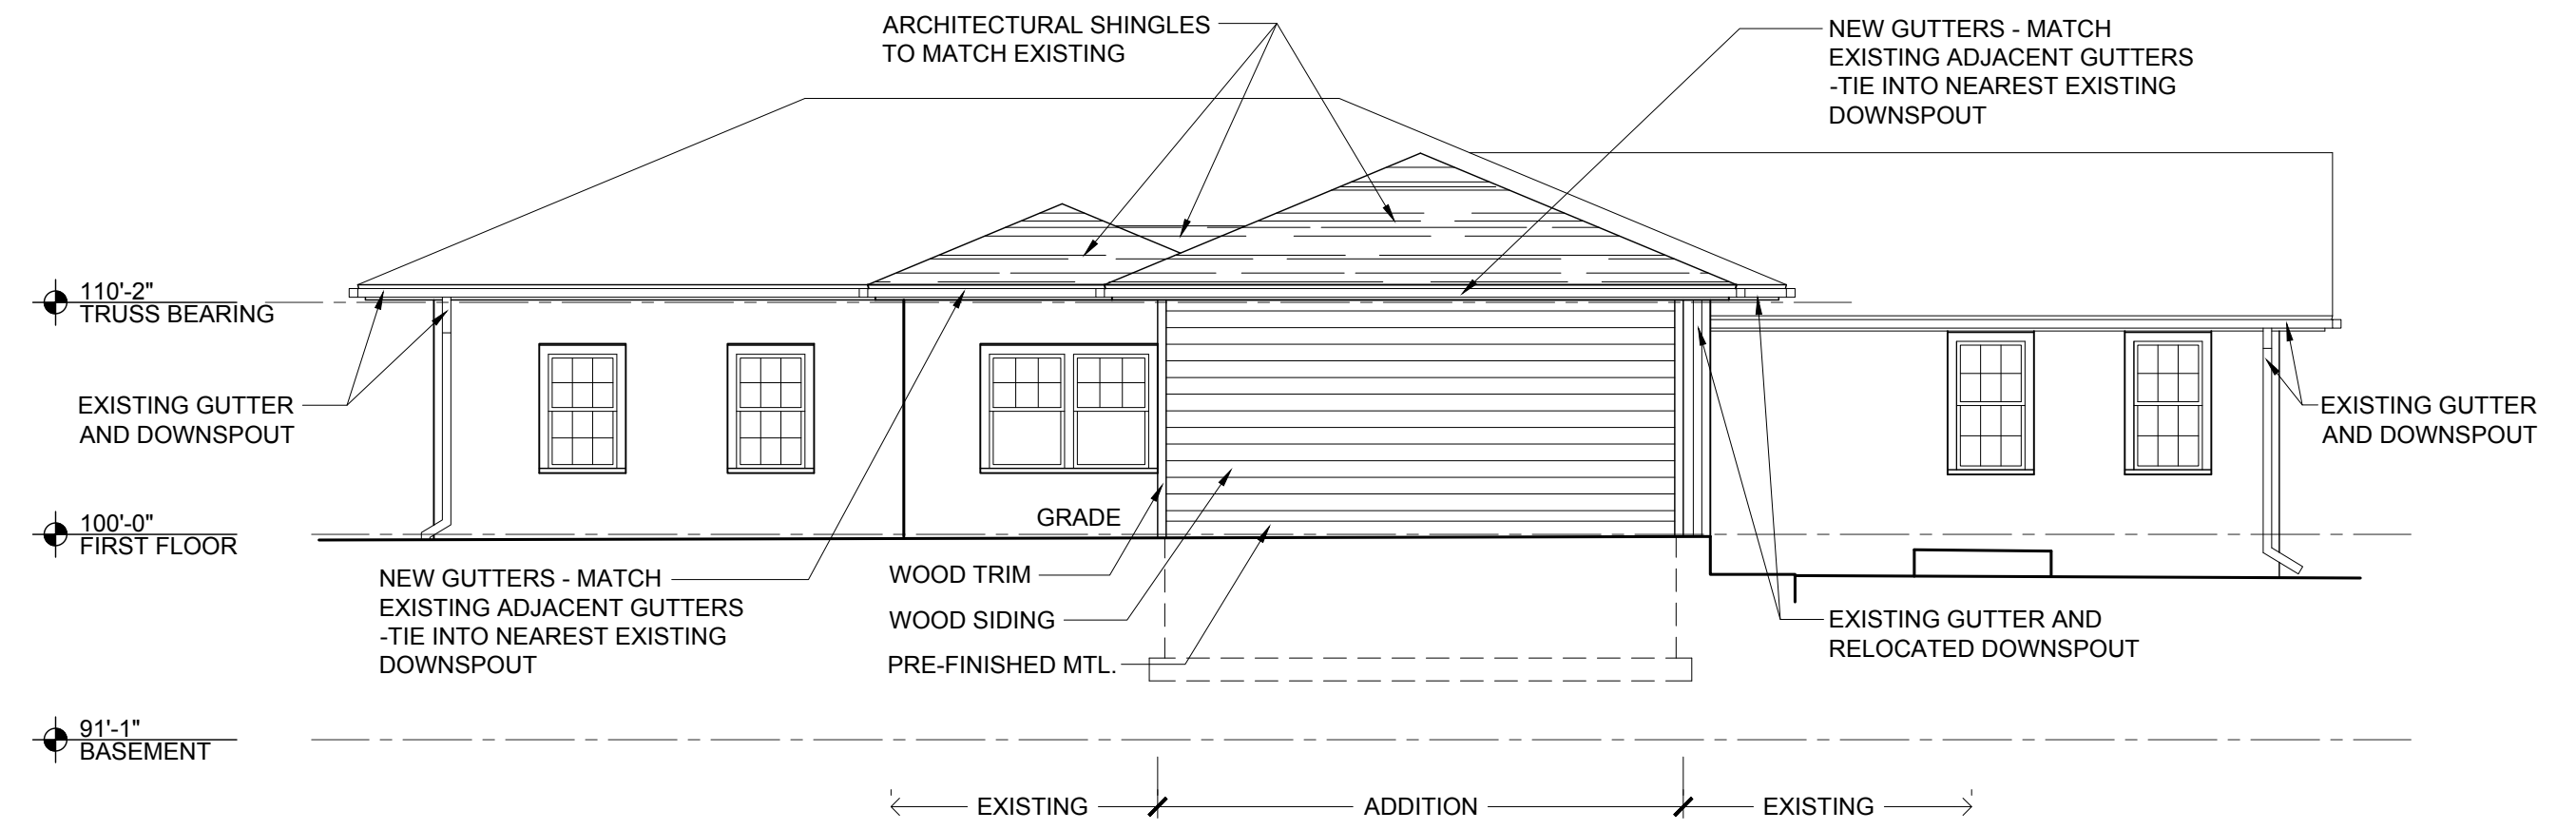 ARCHITECTURAL SHINGLES
TO MATCH EXISTING
NEW GUTTERS - MATCH
EXISTING ADJACENT GUTTERS
-TIE INTO NEAREST EXISTING
DOWNSPOUT
110'-2"
TRUSS BEARING
EXISTING GUTTER
AND DOWNSPOUT
EXISTING GUTTER
AND DOWNSPOUT
100'-0"
FIRST FLOOR
GRADE
NEW GUTTERS - MATCH
EXISTING ADJACENT GUTTERS
-TIE INTO NEAREST EXISTING
DOWNSPOUT
WOOD TRIM
WOOD SIDING
PRE-FINISHED MTL.
EXISTING GUTTER AND
RELOCATED DOWNSPOUT
91'-1"
BASEMENT
EXISTING
ADDITION
EXISTING